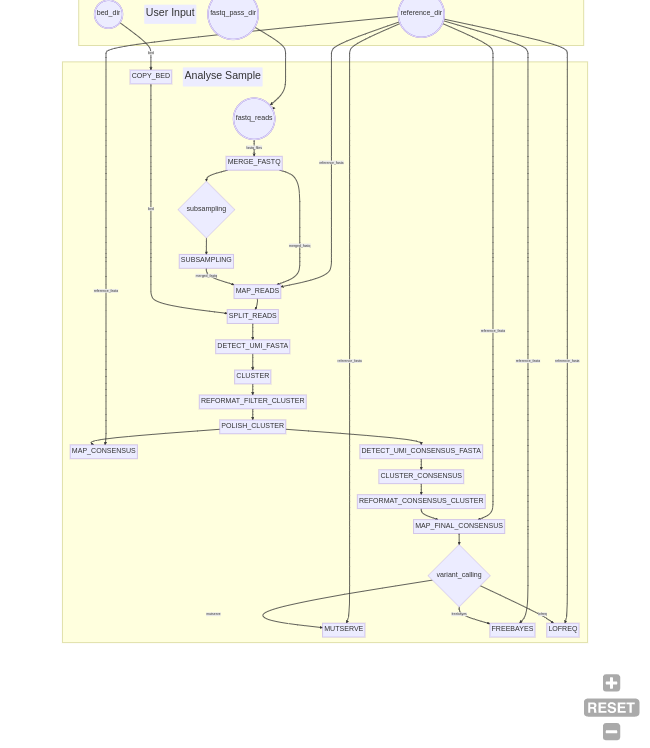 bed_dir
User Input
fastq_pass_dir
reference_dir
bed
COPY_BED
Analyse Sample
fastq_reads
fastq_files
MERGE_FASTQ
reference_fasta
subsampling
bed
merged_fastq
SUBSAMPLING
merged_fastq
MAP_READS
reference_fasta
SPLIT_READS
reference_fasta
DETECT_UMI_FASTA
reference_fasta
reference_fasta
reference_fasta
CLUSTER
REFORMAT_FILTER_CLUSTER
POLISH_CLUSTER
MAP_CONSENSUS
DETECT_UMI_CONSENSUS_FASTA
CLUSTER_CONSENSUS
REFORMAT_CONSENSUS_CLUSTER
MAP_FINAL_CONSENSUS
variant_calling
mutserve
freebayes
lofreq
MUTSERVE
FREEBAYES
LOFREQ
RESET